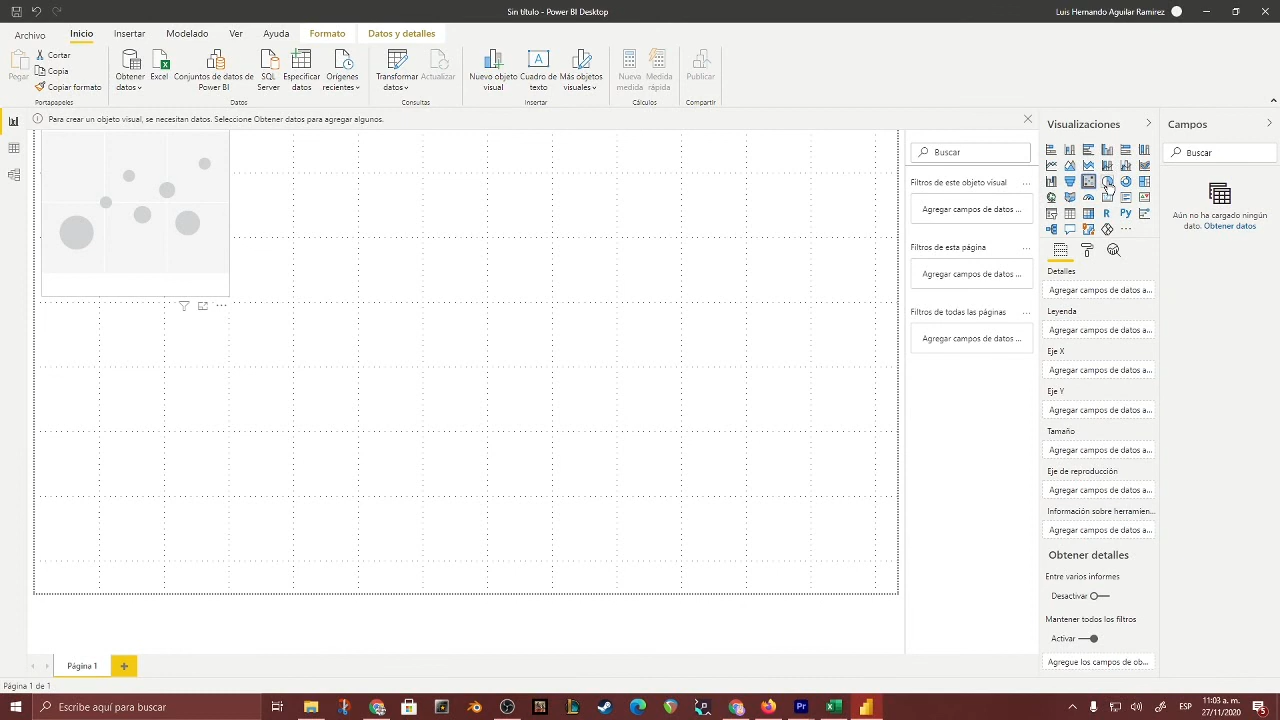 Sin título - Power BI Desktop
Luis Hernando Aguilar Ramirez
Archivo
Inicio
Insertar
Modelado
Ver
Ayuda
Formato
Datos y detalles
Pegar
Cortar
Copia
Copiar formato
Portapapeles
Obtener datos
Excel
Conjuntos de datos de Power BI
SQL Server
Especificar datos
Orígenes recientes
Datos
Transformar datos
Actualizar
Consultas
Nuevo objeto visual
Cuadro de texto
Más objetos visuales
Insertar
Nueva medida
Medida rápida
Cálculos
Publicar
Compartir
Para crear un objeto visual, se necesitan datos. Seleccione Obtener datos para agregar algunos.
Buscar
Filtros de este objeto visual
Agregar campos de datos ...
Filtros de esta página
Agregar campos de datos ...
Filtros de todas las páginas
Agregar campos de datos ...
Visualizaciones
R
Py
Detalles
Agregar campos de datos a...
Leyenda
Agregar campos de datos a...
Eje X
Agregar campos de datos a...
Eje Y
Agregar campos de datos a...
Tamaño
Agregar campos de datos a...
Eje de reproducción
Agregar campos de datos a...
Información sobre herramien...
Agregar campos de datos a...
Obtener detalles
Entre varios informes
Desactivar
Mantener todos los filtros
Activar
Agregue los campos de ob...
Campos
Buscar
Aún no ha cargado ningún
dato. Obtener datos
Página 1
Página 1 de 1
Escribe aquí para buscar
Pr
ESP
11:03 a. m.
27/11/2020